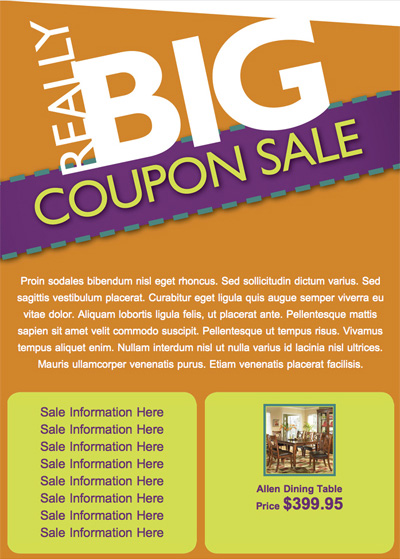 REALLY
BIG
COUPON SALE
Proin sodales bibendum nisl eget rhoncus. Sed sollicitudin dictum varius. Sed
sagittis vestibulum placerat. Curabitur eget ligula quis augue semper viverra eu
vitae dolor. Aliquam lobortis ligula felis, ut placerat ante. Pellentesque mattis
sapien sit amet velit commodo suscipit. Pellentesque ut tempus risus. Vivamus
tempus aliquet enim. Nullam interdum nisl ut nulla varius id lacinia nisl ultrices.
Mauris ullamcorper venenatis purus. Etiam venenatis placerat facilisis.
Sale Information Here
Sale Information Here
Sale Information Here
Sale Information Here
Sale Information Here
Sale Information Here
Sale Information Here
Sale Information Here
Allen Dining Table
Price $399.95